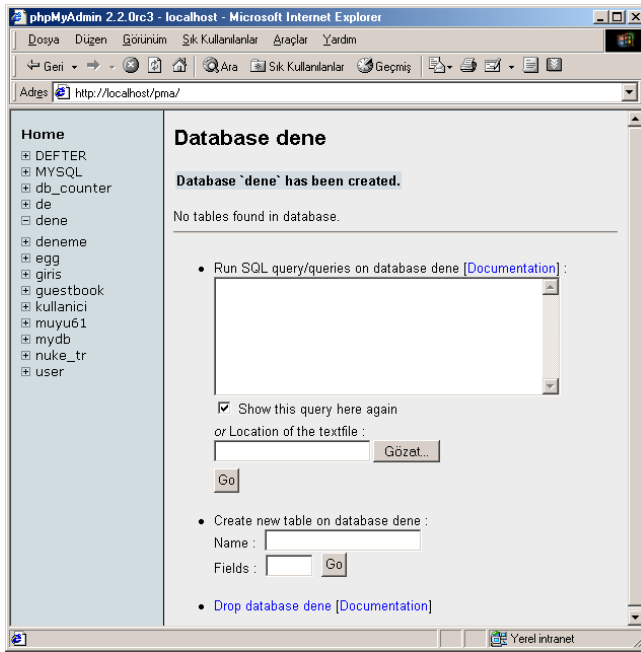 phpMyAdmin 2.2.0rc3 - localhost - Microsoft Internet Explorer
Dosya Düzen Görünüm Sık Kullanılanlar Araçlar Yardım
Geri Ara Sık Kullanılanlar Geçmiş
Adres http://localhost/pma/
Home
DEFTER
MYSQL
db_counter
de
dene
deneme
egg
giris
guestbook
kullanici
muyu61
mydb
nuke_tr
user
Database dene
Database `dene` has been created.
No tables found in database.
Run SQL query/queries on database dene [Documentation] :
Show this query here again
or Location of the textfile :
Gözat...
Go
Create new table on database dene :
Name :
Fields : Go
Drop database dene [Documentation]
Yerel intranet